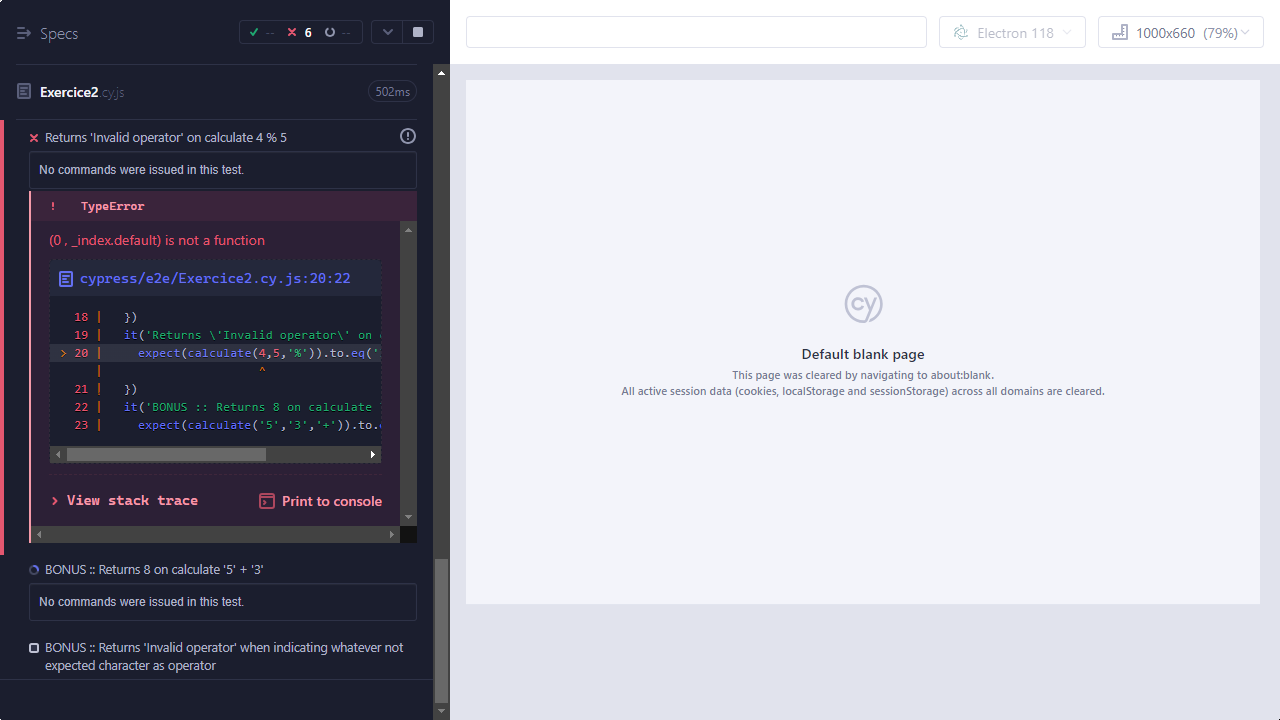 Specs
--
6
--
Electron 118
1000x660 (79%)
Exercice2.cy.js
502ms
Returns 'Invalid operator' on calculate 4 % 5
No commands were issued in this test.
! TypeError
(0 , _index.default) is not a function
cypress/e2e/Exercice2.cy.js:20:22
18 | })
19 | it('Returns \'Invalid operator\' on
> 20 | expect(calculate(4,5,'%')).to.eq('
| ^
21 | })
22 | it('BONUS :: Returns 8 on calculate
23 | expect(calculate('5','3','+')).to.
> View stack trace
Print to console
BONUS :: Returns 8 on calculate '5' + '3'
No commands were issued in this test.
BONUS :: Returns 'Invalid operator' when indicating whatever not
expected character as operator
cy
Default blank page
This page was cleared by navigating to about:blank.
All active session data (cookies, localStorage and sessionStorage) across all domains are cleared.